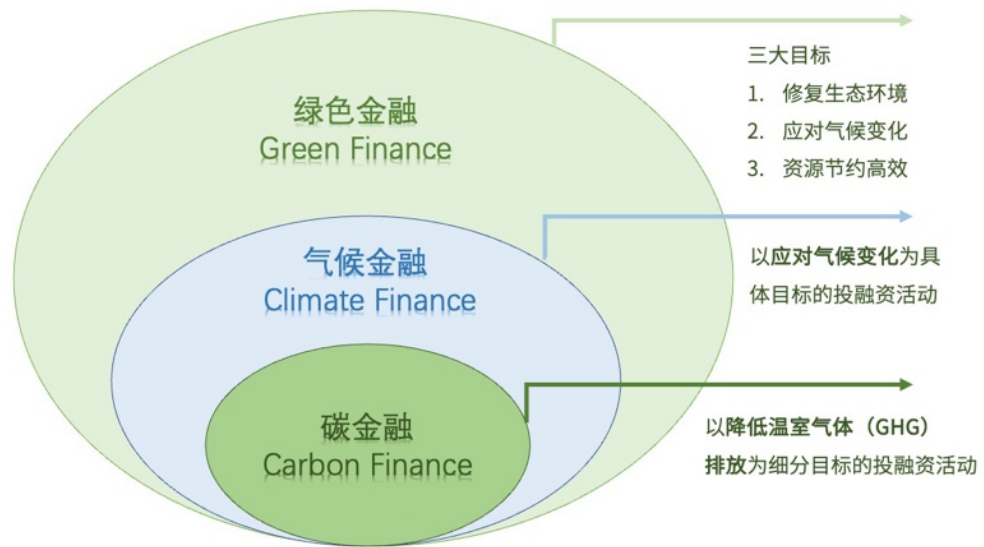 绿色金融
Green Finance
三大目标
1. 修复生态环境
2. 应对气候变化
3. 资源节约高效
气候金融
Climate Finance
以应对气候变化为具
体目标的投融资活动
碳金融
Carbon Finance
以降低温室气体（GHG）
排放为细分目标的投融资活动